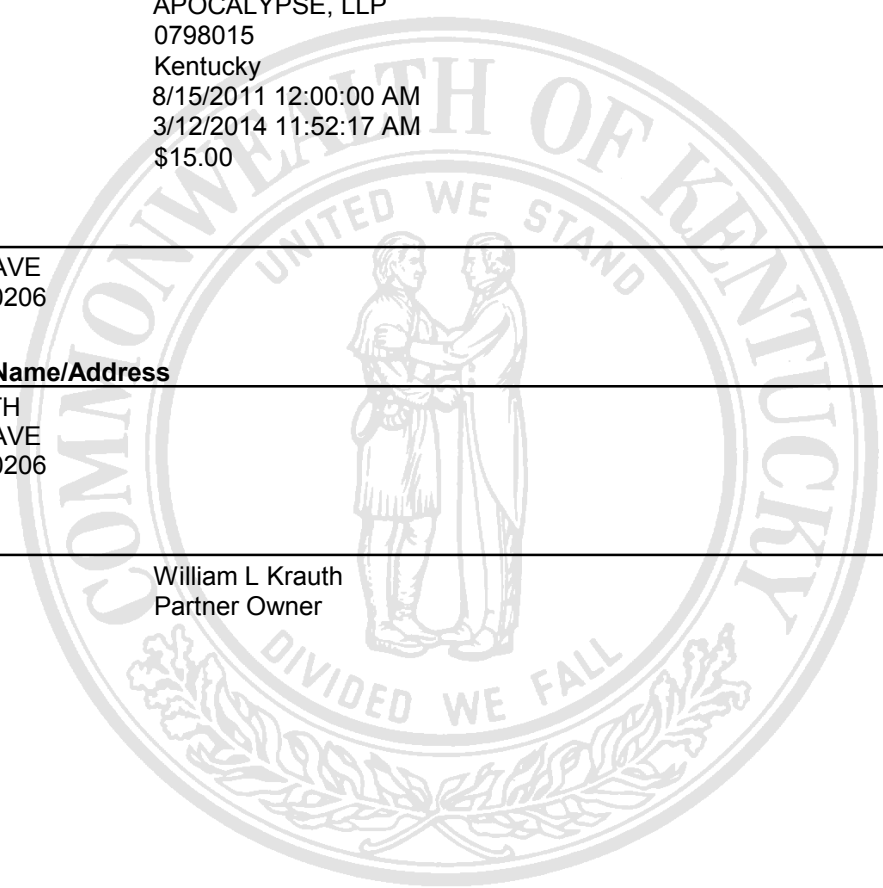 APOCALYPSE, LLP
0798015
Kentucky
8/15/2011 12:00:00 AM
3/12/2014 11:52:17 AM
$15.00
AVE
0206
Name/Address
TH
AVE
0206
William L Krauth
Partner Owner
COMMONWEALTH OF KENTUCKY
UNITED WE STAND
DIVIDED WE FALL